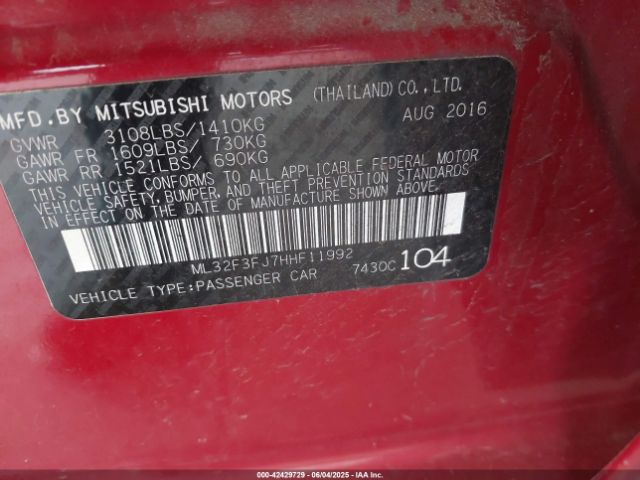 MFD. BY MITSUBISHI MOTORS (THAILAND) CO., LTD.
AUG 2016
GVWR 3108LBS/1410KG
GAWR FR 1609LBS/ 730KG
GAWR RR 1521LBS/ 690KG
THIS VEHICLE CONFORMS TO ALL APPLICABLE FEDERAL MOTOR
VEHICLE SAFETY, BUMPER, AND THEFT PREVENTION STANDARDS
IN EFFECT ON THE DATE OF MANUFACTURE SHOWN ABOVE.
ML32F3FJ7HHF11992
7430C 104
VEHICLE TYPE:PASSENGER CAR
000-42429729 - 06/04/2025 - IAAI, Inc.